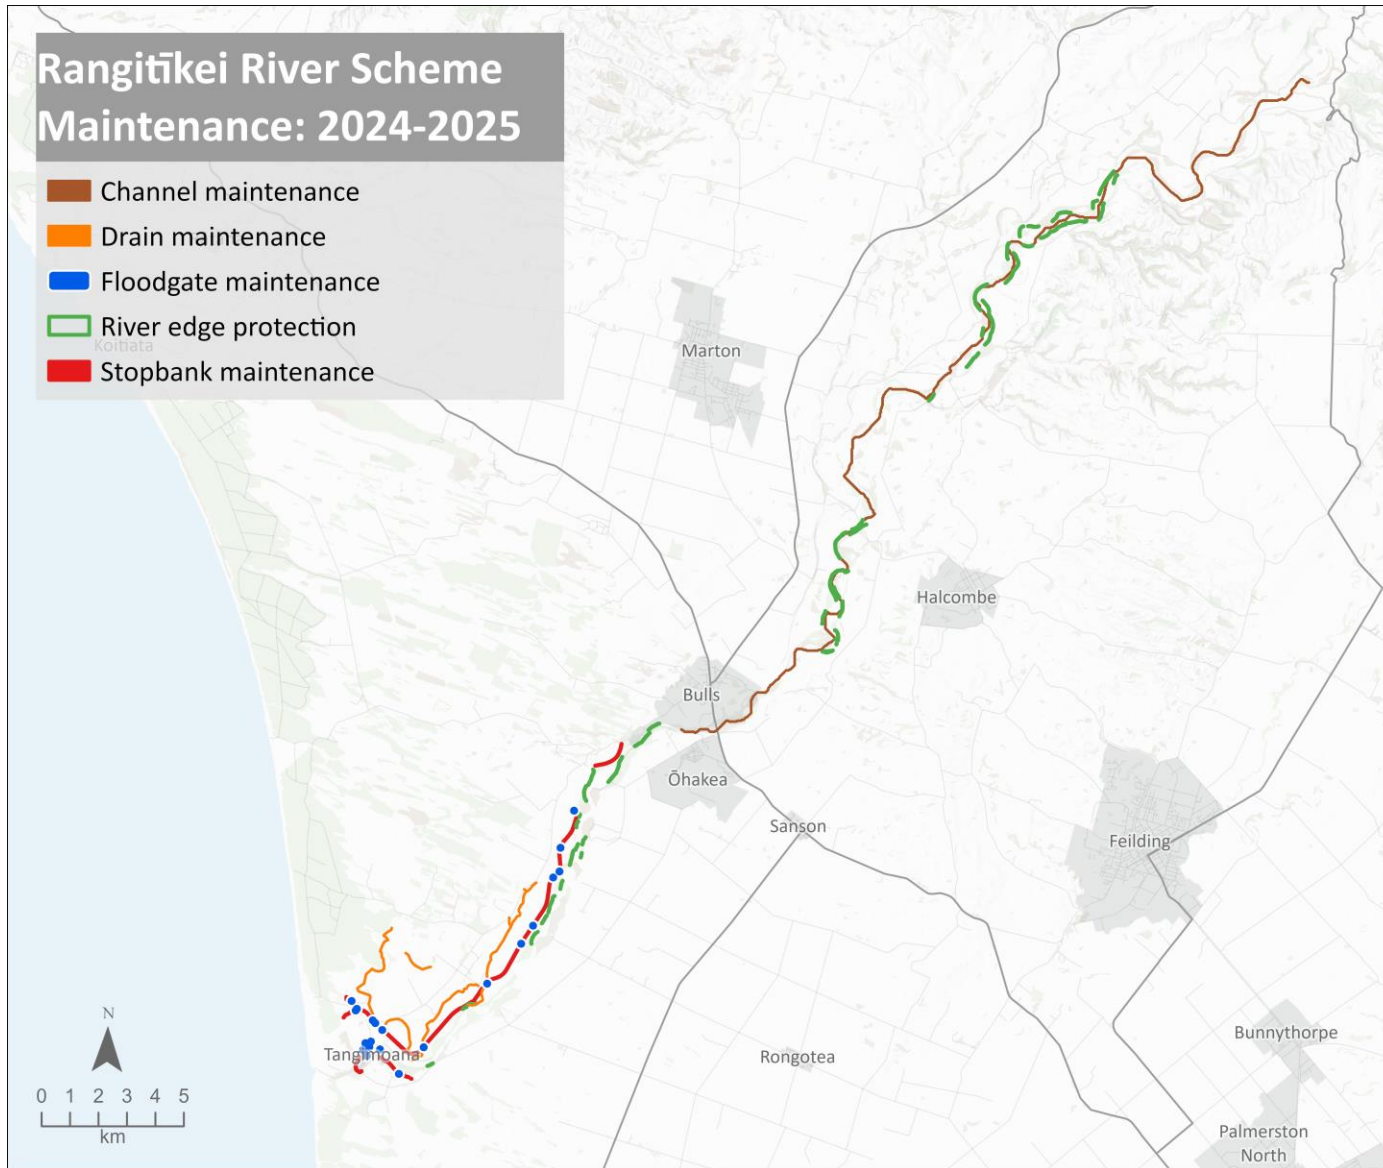 Rangitīkei River Scheme
Maintenance: 2024-2025
Channel maintenance
Drain maintenance
Floodgate maintenance
River edge protection
Koitiata
Stopbank maintenance
Marton
Halcombe
Bulls
Ōhakea
Sanson
Feilding
Tangimoana
Rongotea
Bunnythorpe
Palmerston
North
N
0 1 2 3 4 5
km